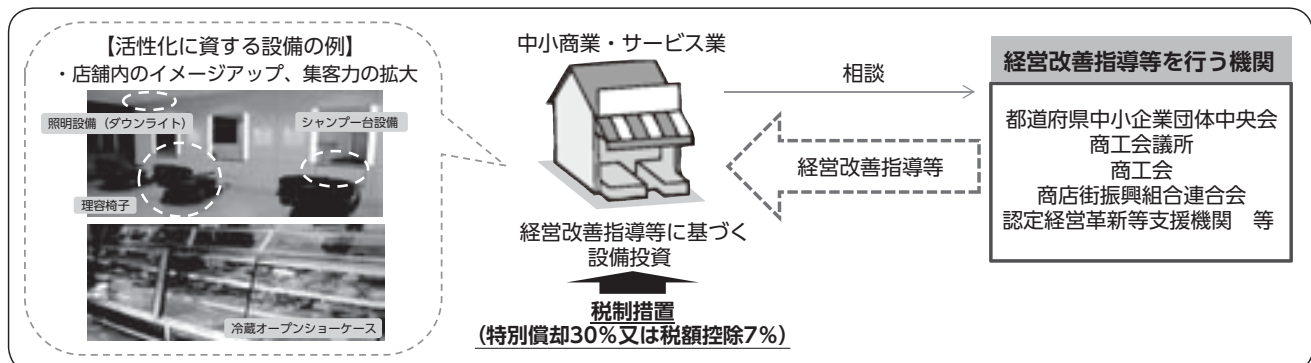 【活性化に資する設備の例】
・店舗内のイメージアップ、集客力の拡大
照明設備（ダウンライト）
シャンプー台設備
理容椅子
冷蔵オープンショーケース
中小商業・サービス業
経営改善指導等に基づく
設備投資
税制措置
（特別償却30％又は税額控除7％）
相談
経営改善指導等
経営改善指導等を行う機関
都道府県中小企業団体中央会
商工会議所
商工会
商店街振興組合連合会
認定経営革新等支援機関　等